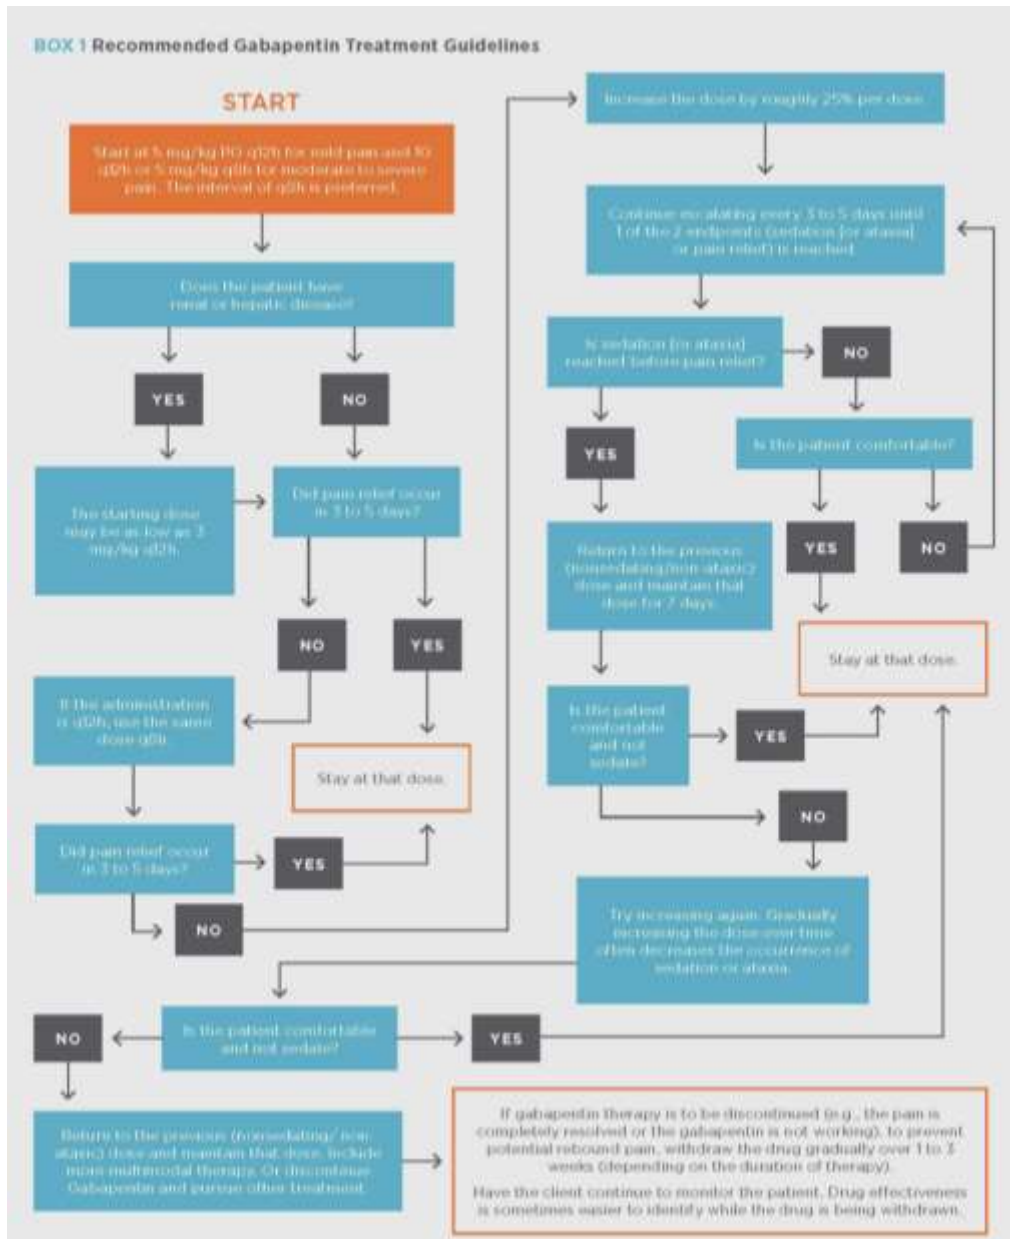 BOX 1 Recommended Gabapentin Treatment Guidelines
START
Start at 5 mg/kg PO q12h for mild pain and 10
q12h or 5 mg/kg q8h for moderate to severe
pain. The interval of q8h is preferred.
Does the patient have
renal or hepatic disease?
YES
NO
The starting dose
may be as low as 3
mg/kg q12h.
Did pain relief occur
in 3 to 5 days?
NO
YES
If the administration
is q12h, use the same
dose q8h.
Stay at that dose.
Did pain relief occur
in 3 to 5 days?
YES
NO
Increase the dose by roughly 25% per dose
Continue escalating every 3 to 5 days until
1 of the 2 endpoints (sedation [or ataxia]
or pain relief) is reached
Is sedation [or ataxia]
reached before pain relief?
NO
YES
Is the patient comfortable?
YES
NO
Return to the previous
(nonsedating/non-ataxic)
dose and maintain that
dose for 7 days.
Stay at that dose.
Is the patient
comfortable
and not
sedate?
YES
NO
Try increasing again. Gradually
increasing the dose over time
often decreases the occurrence of
sedation or ataxia.
Is the patient comfortable
and not sedate?
NO
YES
Return to the previous (nonsedating/ non-
ataxic) dose and maintain that dose. Include
more multimodal therapy. Or discontinue
Gabapentin and pursue other treatment.
If gabapentin therapy is to be discontinued (e.g., the pain is
completely resolved or the gabapentin is not working), to prevent
potential rebound pain, withdraw the drug gradually over 1 to 3
weeks (depending on the duration of therapy).
Have the client continue to monitor the patient. Drug effectiveness
is sometimes easier to identify while the drug is being withdrawn.